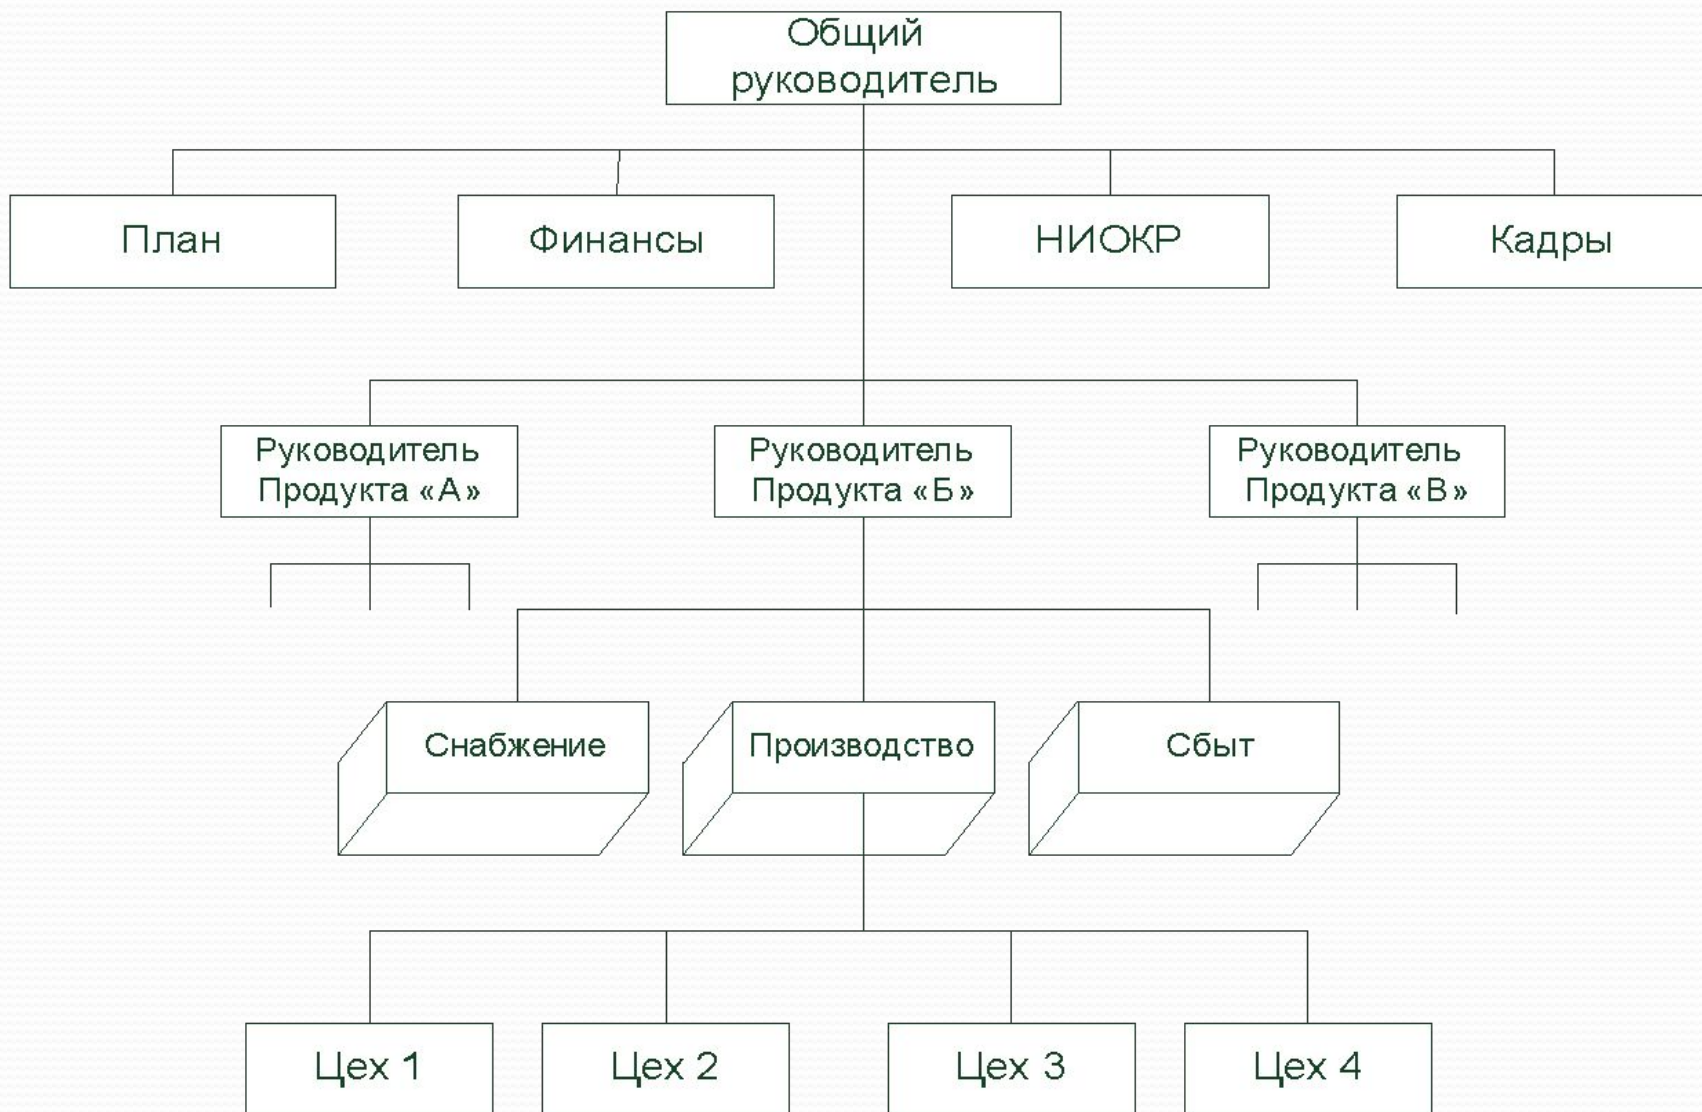 Общий
руководитель
План
Финансы
НИОКР
Кадры
Руководитель
Продукта «А»
Руководитель
Продукта «Б»
Руководитель
Продукта «В»
Снабжение
Производство
Сбыт
Цех 1
Цех 2
Цех 3
Цех 4